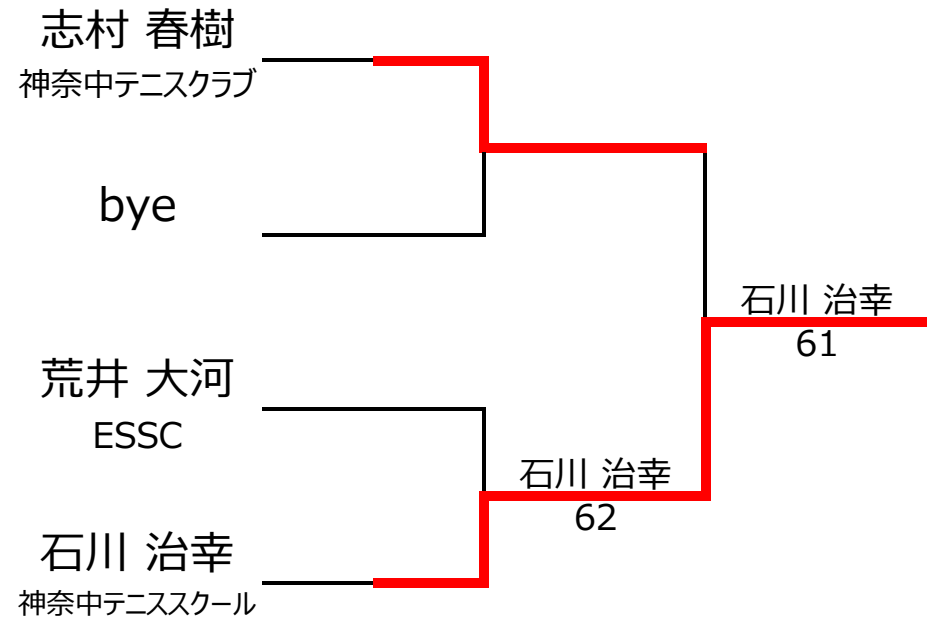 志村 春樹
神奈中テニスクラブ
bye
荒井 大河
ESSC
石川 治幸
神奈中テニススクール
石川 治幸
62
石川 治幸
61